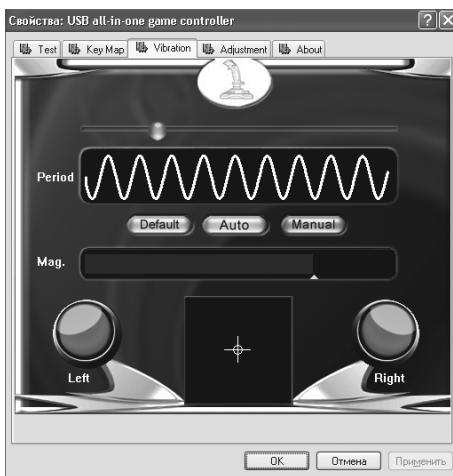 Свойства: USB all-in-one game controller
Test Key Map Vibration Adjustment About
Period
Default Auto Manual
Mag.
Left Right
OK Отмена Применить